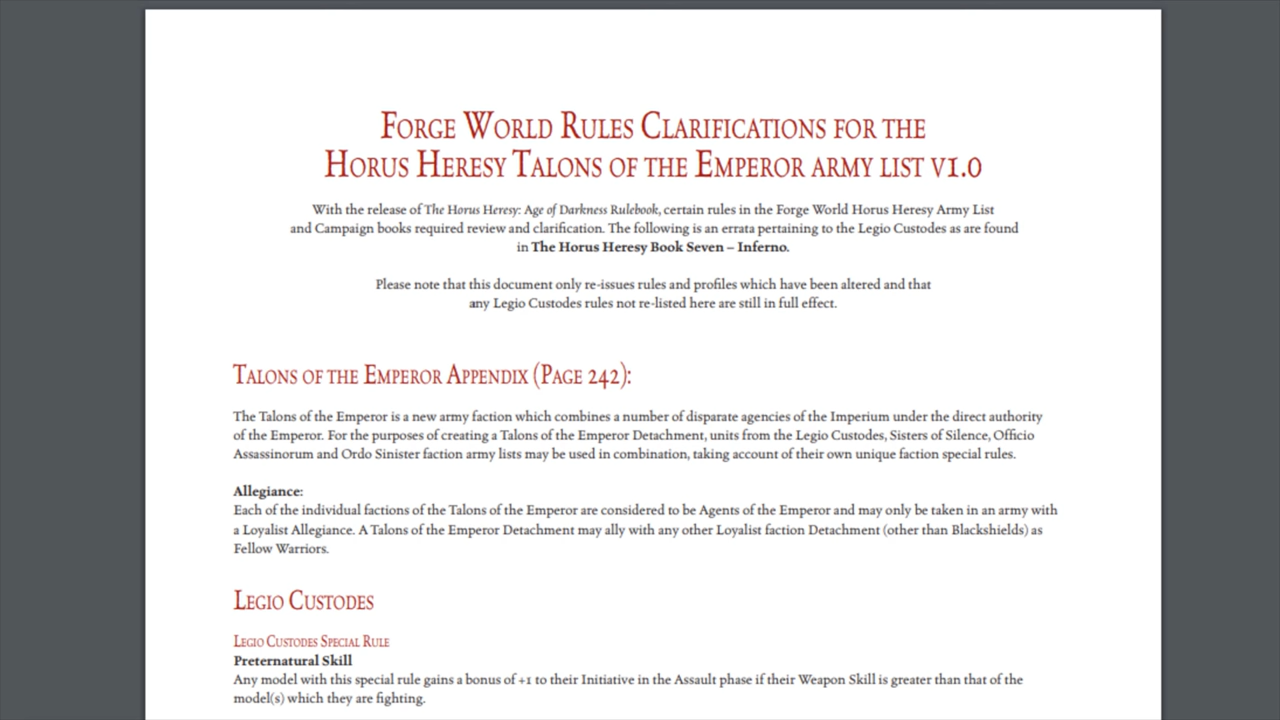 Forge World Rules Clarifications for the
Horus Heresy Talons of the Emperor army list v1.0
With the release of The Horus Heresy: Age of Darkness Rulebook, certain rules in the Forge World Horus Heresy Army List
and Campaign books required review and clarification. The following is an errata pertaining to the Legio Custodes as are found
in The Horus Heresy Book Seven – Inferno.
Please note that this document only re-issues rules and profiles which have been altered and that
any Legio Custodes rules not re-listed here are still in full effect.
Talons of the Emperor Appendix (Page 242):
The Talons of the Emperor is a new army faction which combines a number of disparate agencies of the Imperium under the direct authority
of the Emperor. For the purposes of creating a Talons of the Emperor Detachment, units from the Legio Custodes, Sisters of Silence, Officio
Assassinorum and Ordo Sinister faction army lists may be used in combination, taking account of their own unique faction special rules.
Allegiance:
Each of the individual factions of the Talons of the Emperor are considered to be Agents of the Emperor and may only be taken in an army with
a Loyalist Allegiance. A Talons of the Emperor Detachment may ally with any other Loyalist faction Detachment (other than Blackshields) as
Fellow Warriors.
Legio Custodes
Legio Custodes Special Rule
Preternatural Skill
Any model with this special rule gains a bonus of +1 to their Initiative in the Assault phase if their Weapon Skill is greater than that of the
model(s) which they are fighting.